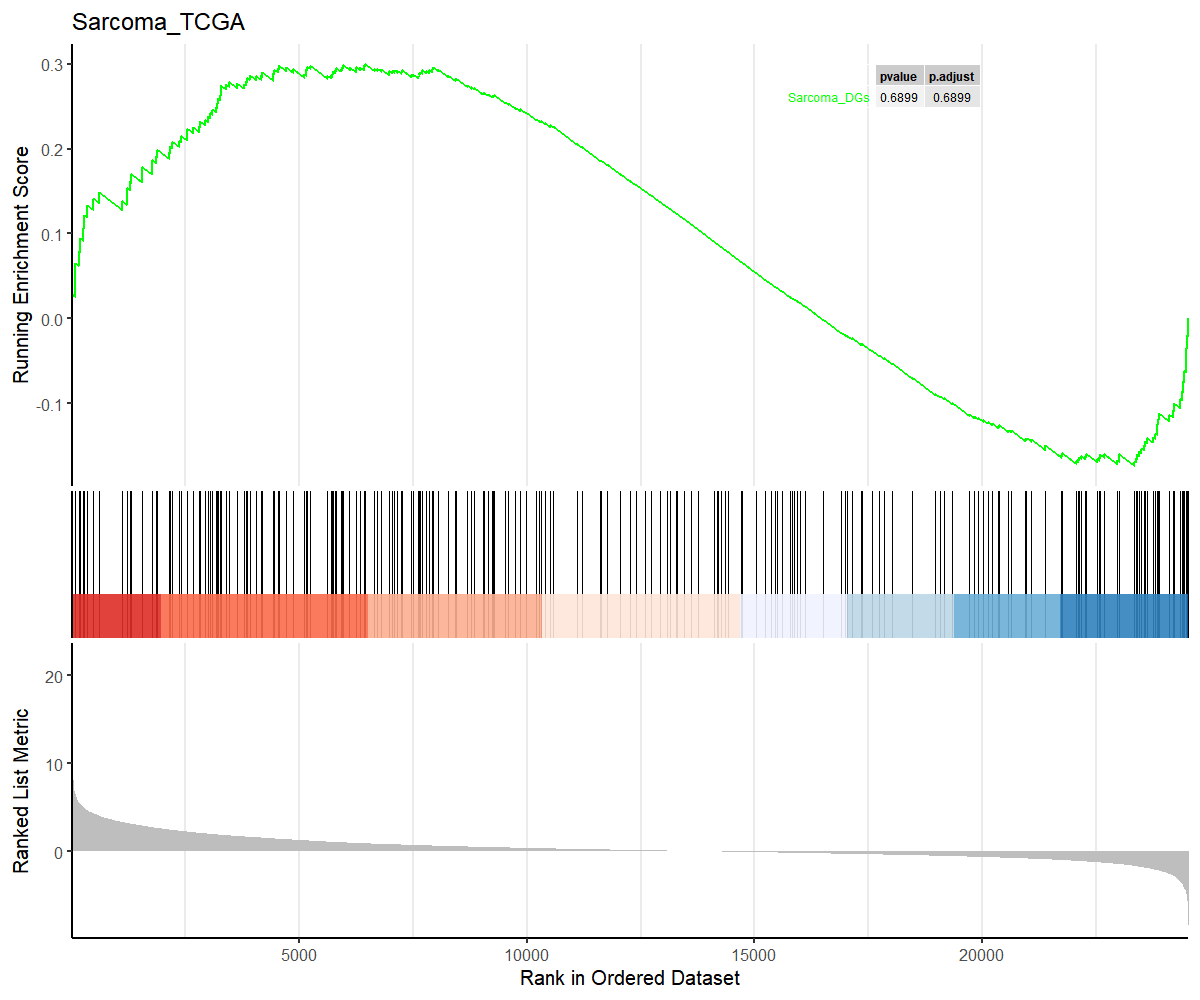 Sarcoma_TCGA
Running Enrichment Score
0.3
0.2
0.1
0.0
-0.1
pvalue p.adjust
Sarcoma_DGs 0.6899 0.6899
Ranked List Metric
20
10
0
5000 10000 15000 20000
Rank in Ordered Dataset